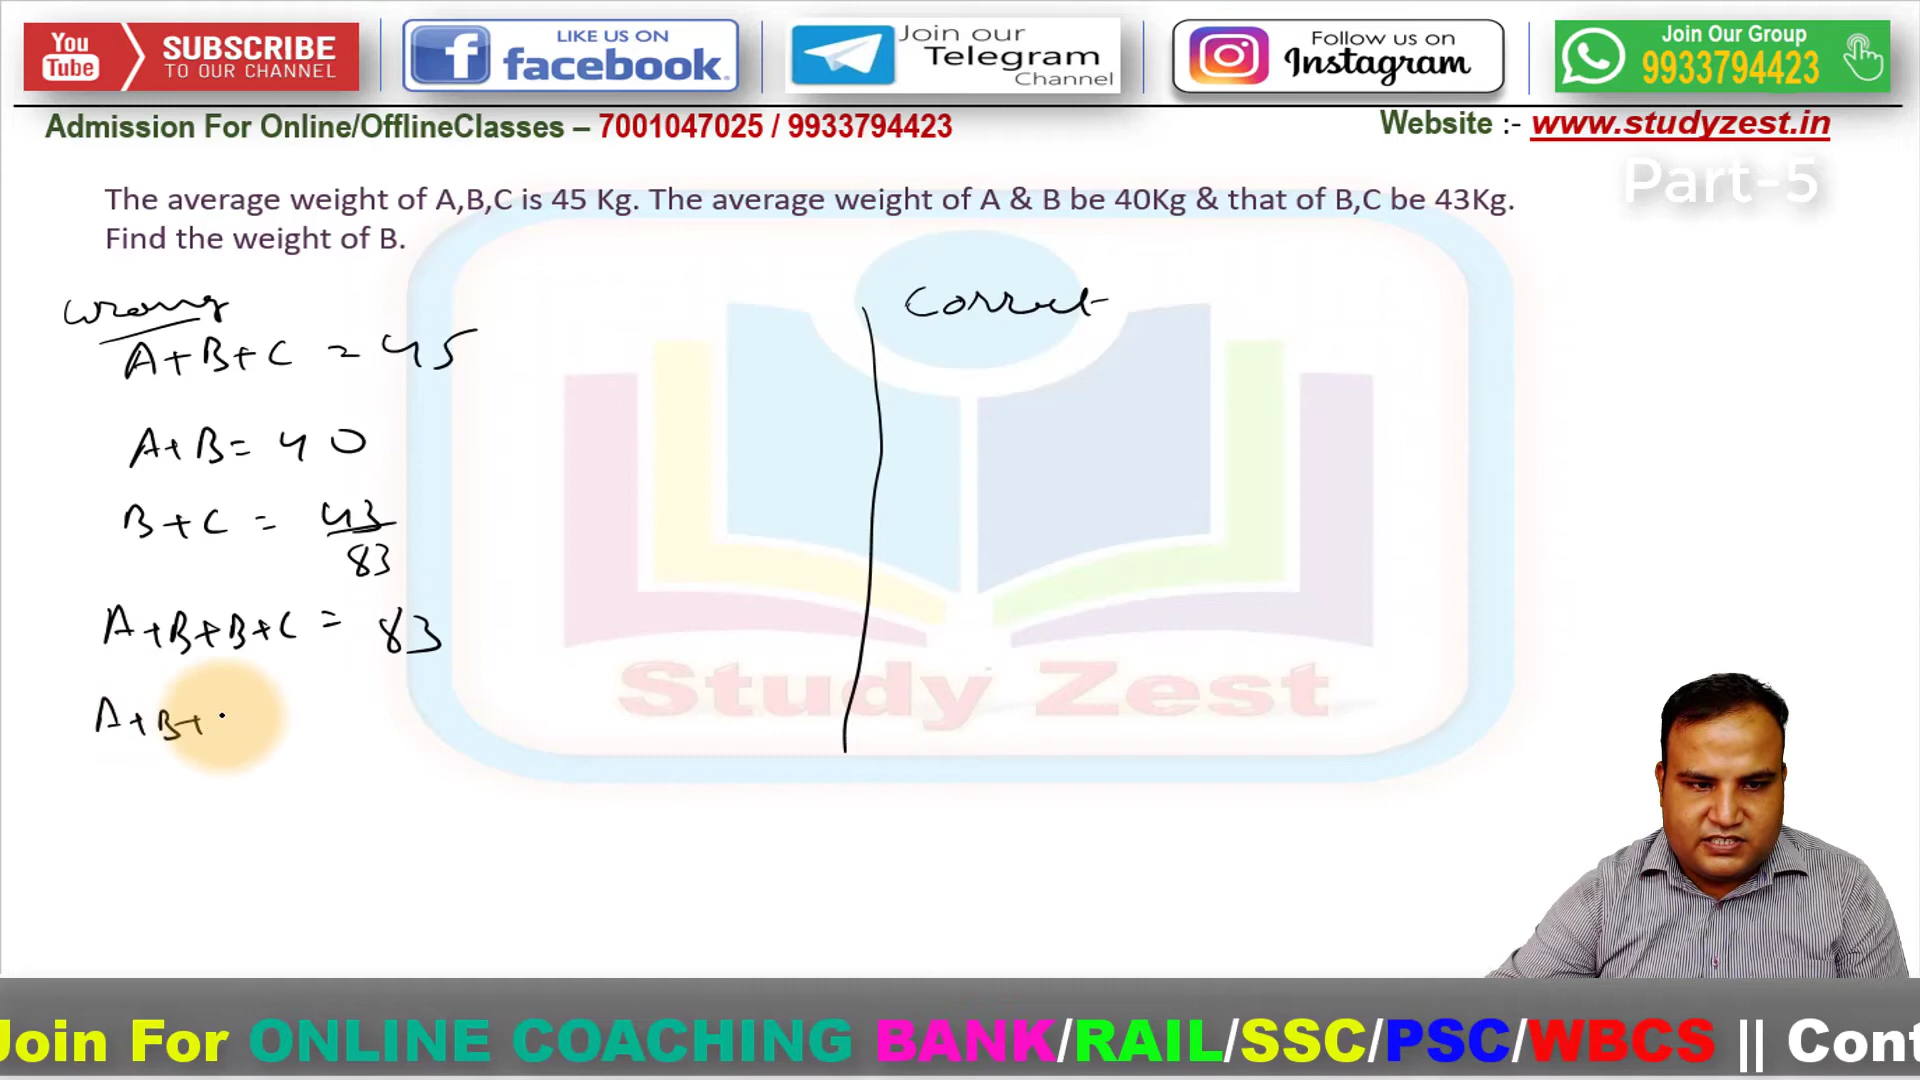 You Tube SUBSCRIBE TO OUR CHANNEL
LIKE US ON facebook.
Join our Telegram Channel
Follow us on Instagram
Join Our Group 9933794423
Admission For Online/OfflineClasses – 7001047025 / 9933794423
Website :- www.studyzest.in
Part-5
The average weight of A,B,C is 45 Kg. The average weight of A & B be 40Kg & that of B,C be 43Kg.
Find the weight of B.
Wrong
Correct
A+B+C = 45
A+B= 40
B+C = 43
83
A+B+B+C = 83
A+B+
Study Zest
Join For ONLINE COACHING BANK/RAIL/SSC/PSC/WBCS || Cont